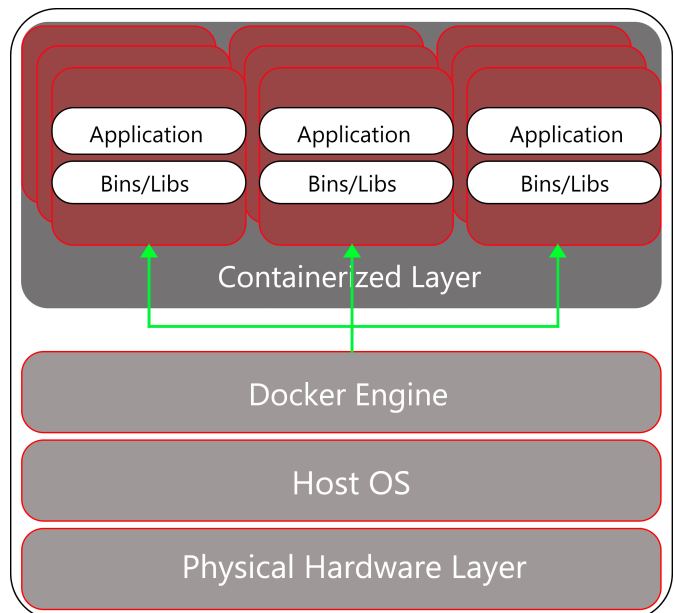 Application Application Application
Bins/Libs Bins/Libs Bins/Libs
Containerized Layer
Docker Engine
Host OS
Physical Hardware Layer